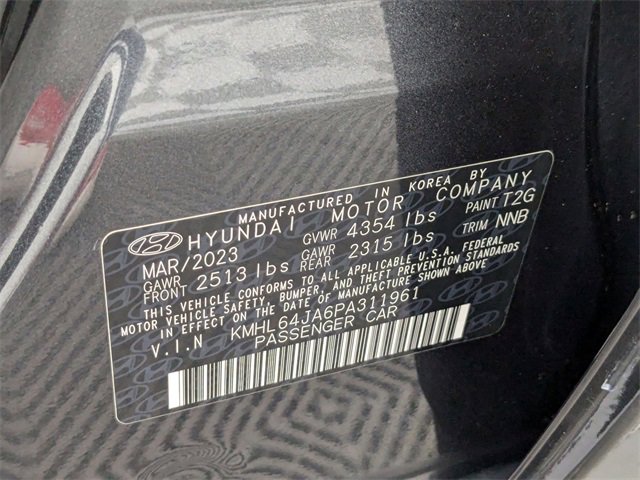 MANUFACTURED IN KOREA BY
HYUNDAI MOTOR COMPANY
MAR/2023 GVWR 4354 lbs PAINT T2G
GAWR FRONT 2513 lbs GAWR REAR 2315 lbs TRIM NNB
THIS VEHICLE CONFORMS TO ALL APPLICABLE U.S.A. FEDERAL
MOTOR VEHICLE SAFETY, BUMPER, AND THEFT PREVENTION STANDARDS
IN EFFECT ON THE DATE OF MANUFACTURE SHOWN ABOVE
V.I.N KMHL64JA6PA311961
PASSENGER CAR